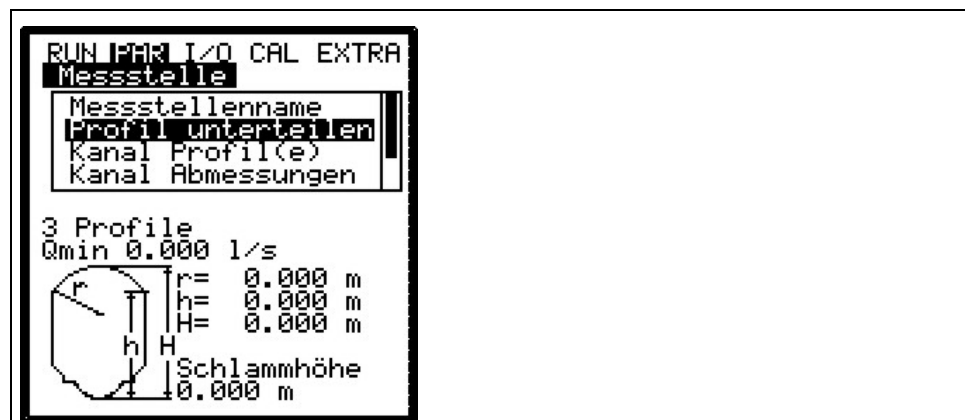 RUN PAR I/O CAL EXTRA
Messstelle
Messstellenname
Profil unterteilen
Kanal Profil(e)
Kanal Abmessungen
3 Profile
Qmin 0.000 l/s
r= 0.000 m
h= 0.000 m
H= 0.000 m
r
h H
Schlammhöhe
0.000 m